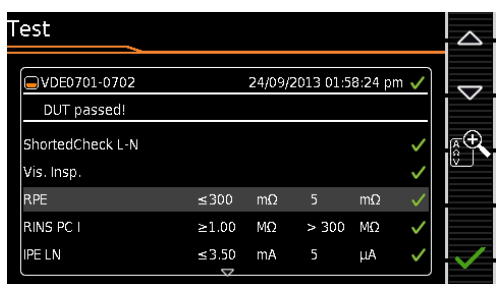 Test
VDE0701-0702 24/09/2013 01:58:24 pm
DUT passed!
ShortedCheck L-N
Vis. Insp.
RPE ≤300 mΩ 5 mΩ
RINS PC I ≥1.00 MΩ > 300 MΩ
IPE LN ≤3.50 mA 5 µA